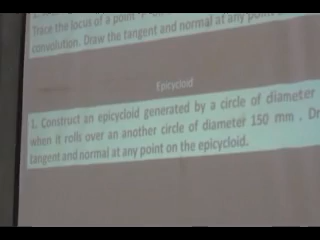 Trace the locus of a point
convolution. Draw the tangent and normal at any point
Epicycloid
1. Construct an epicycloid generated by a circle of diameter
when it rolls over an another circle of diameter 150 mm . Dr
tangent and normal at any point on the epicycloid.